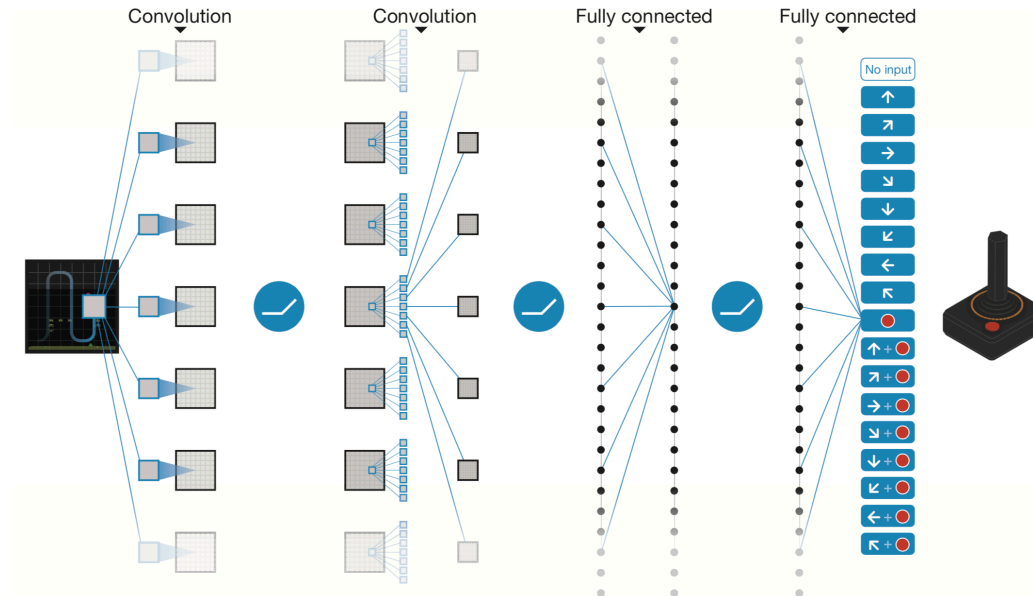 Convolution
Convolution
Fully connected
Fully connected
No input
+
+
+
+
+
+
+
+